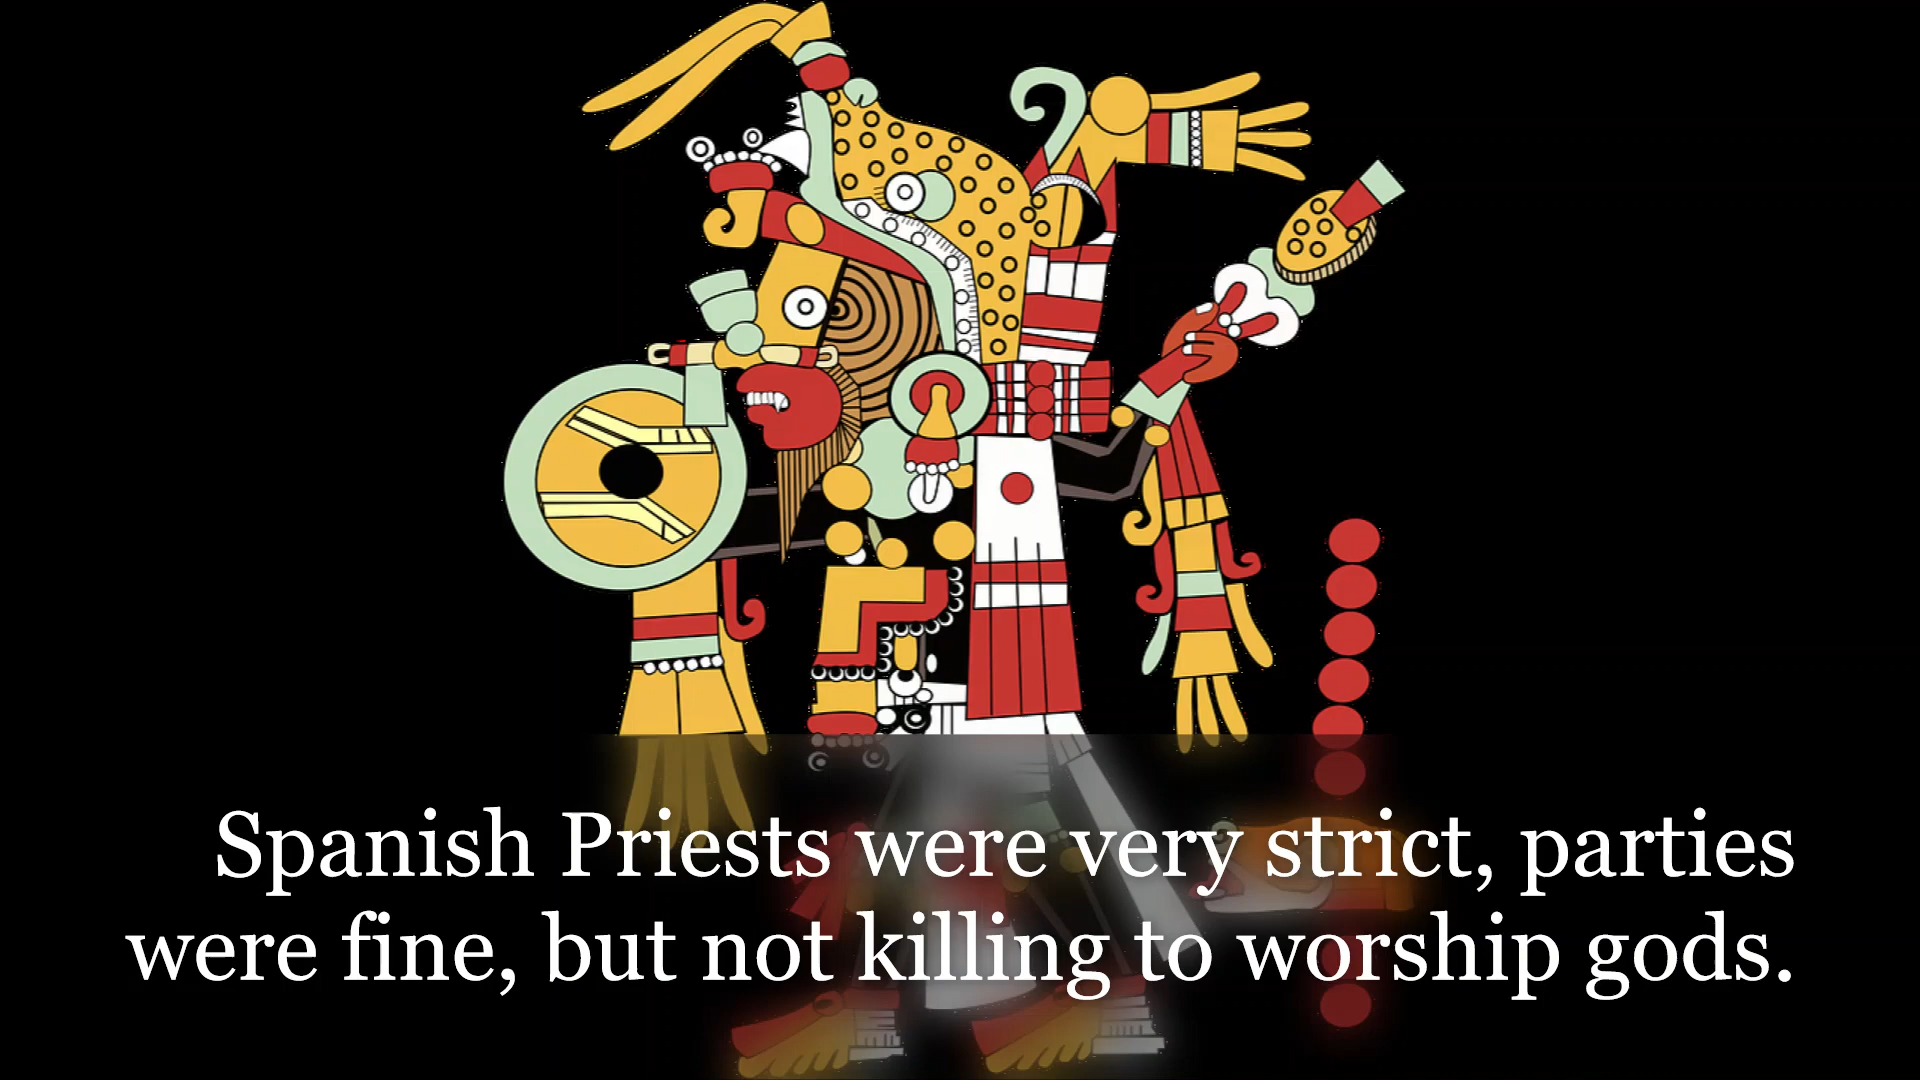 Spanish Priests were very strict, parties
were fine, but not killing to worship gods.